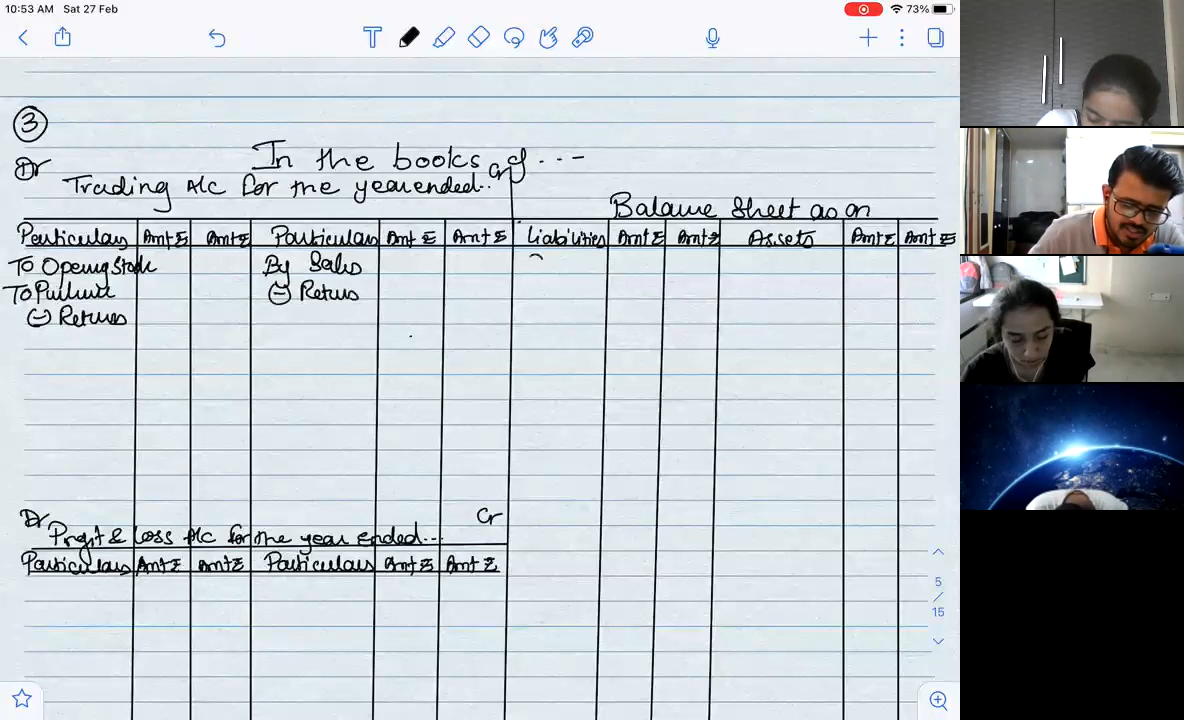 10:53 AM Sat 27 Feb
73%
3
In the books of ...
Dr
Cr
Trading A/c for the year ended..
Balance Sheet as on
Particulars Amt ₹ Amt ₹ Particulars Amt ₹ Amt ₹ Liabilities Amt ₹ Amt ₹ Assets Amt ₹ Amt ₹
To Opening Stock By Sales
To Purchase (-) Returns
(-) Returns
Dr
Cr
Profit & Loss A/c for the year ended...
Particulars Amt ₹ Amt ₹ Particulars Amt ₹ Amt ₹
5
/
15